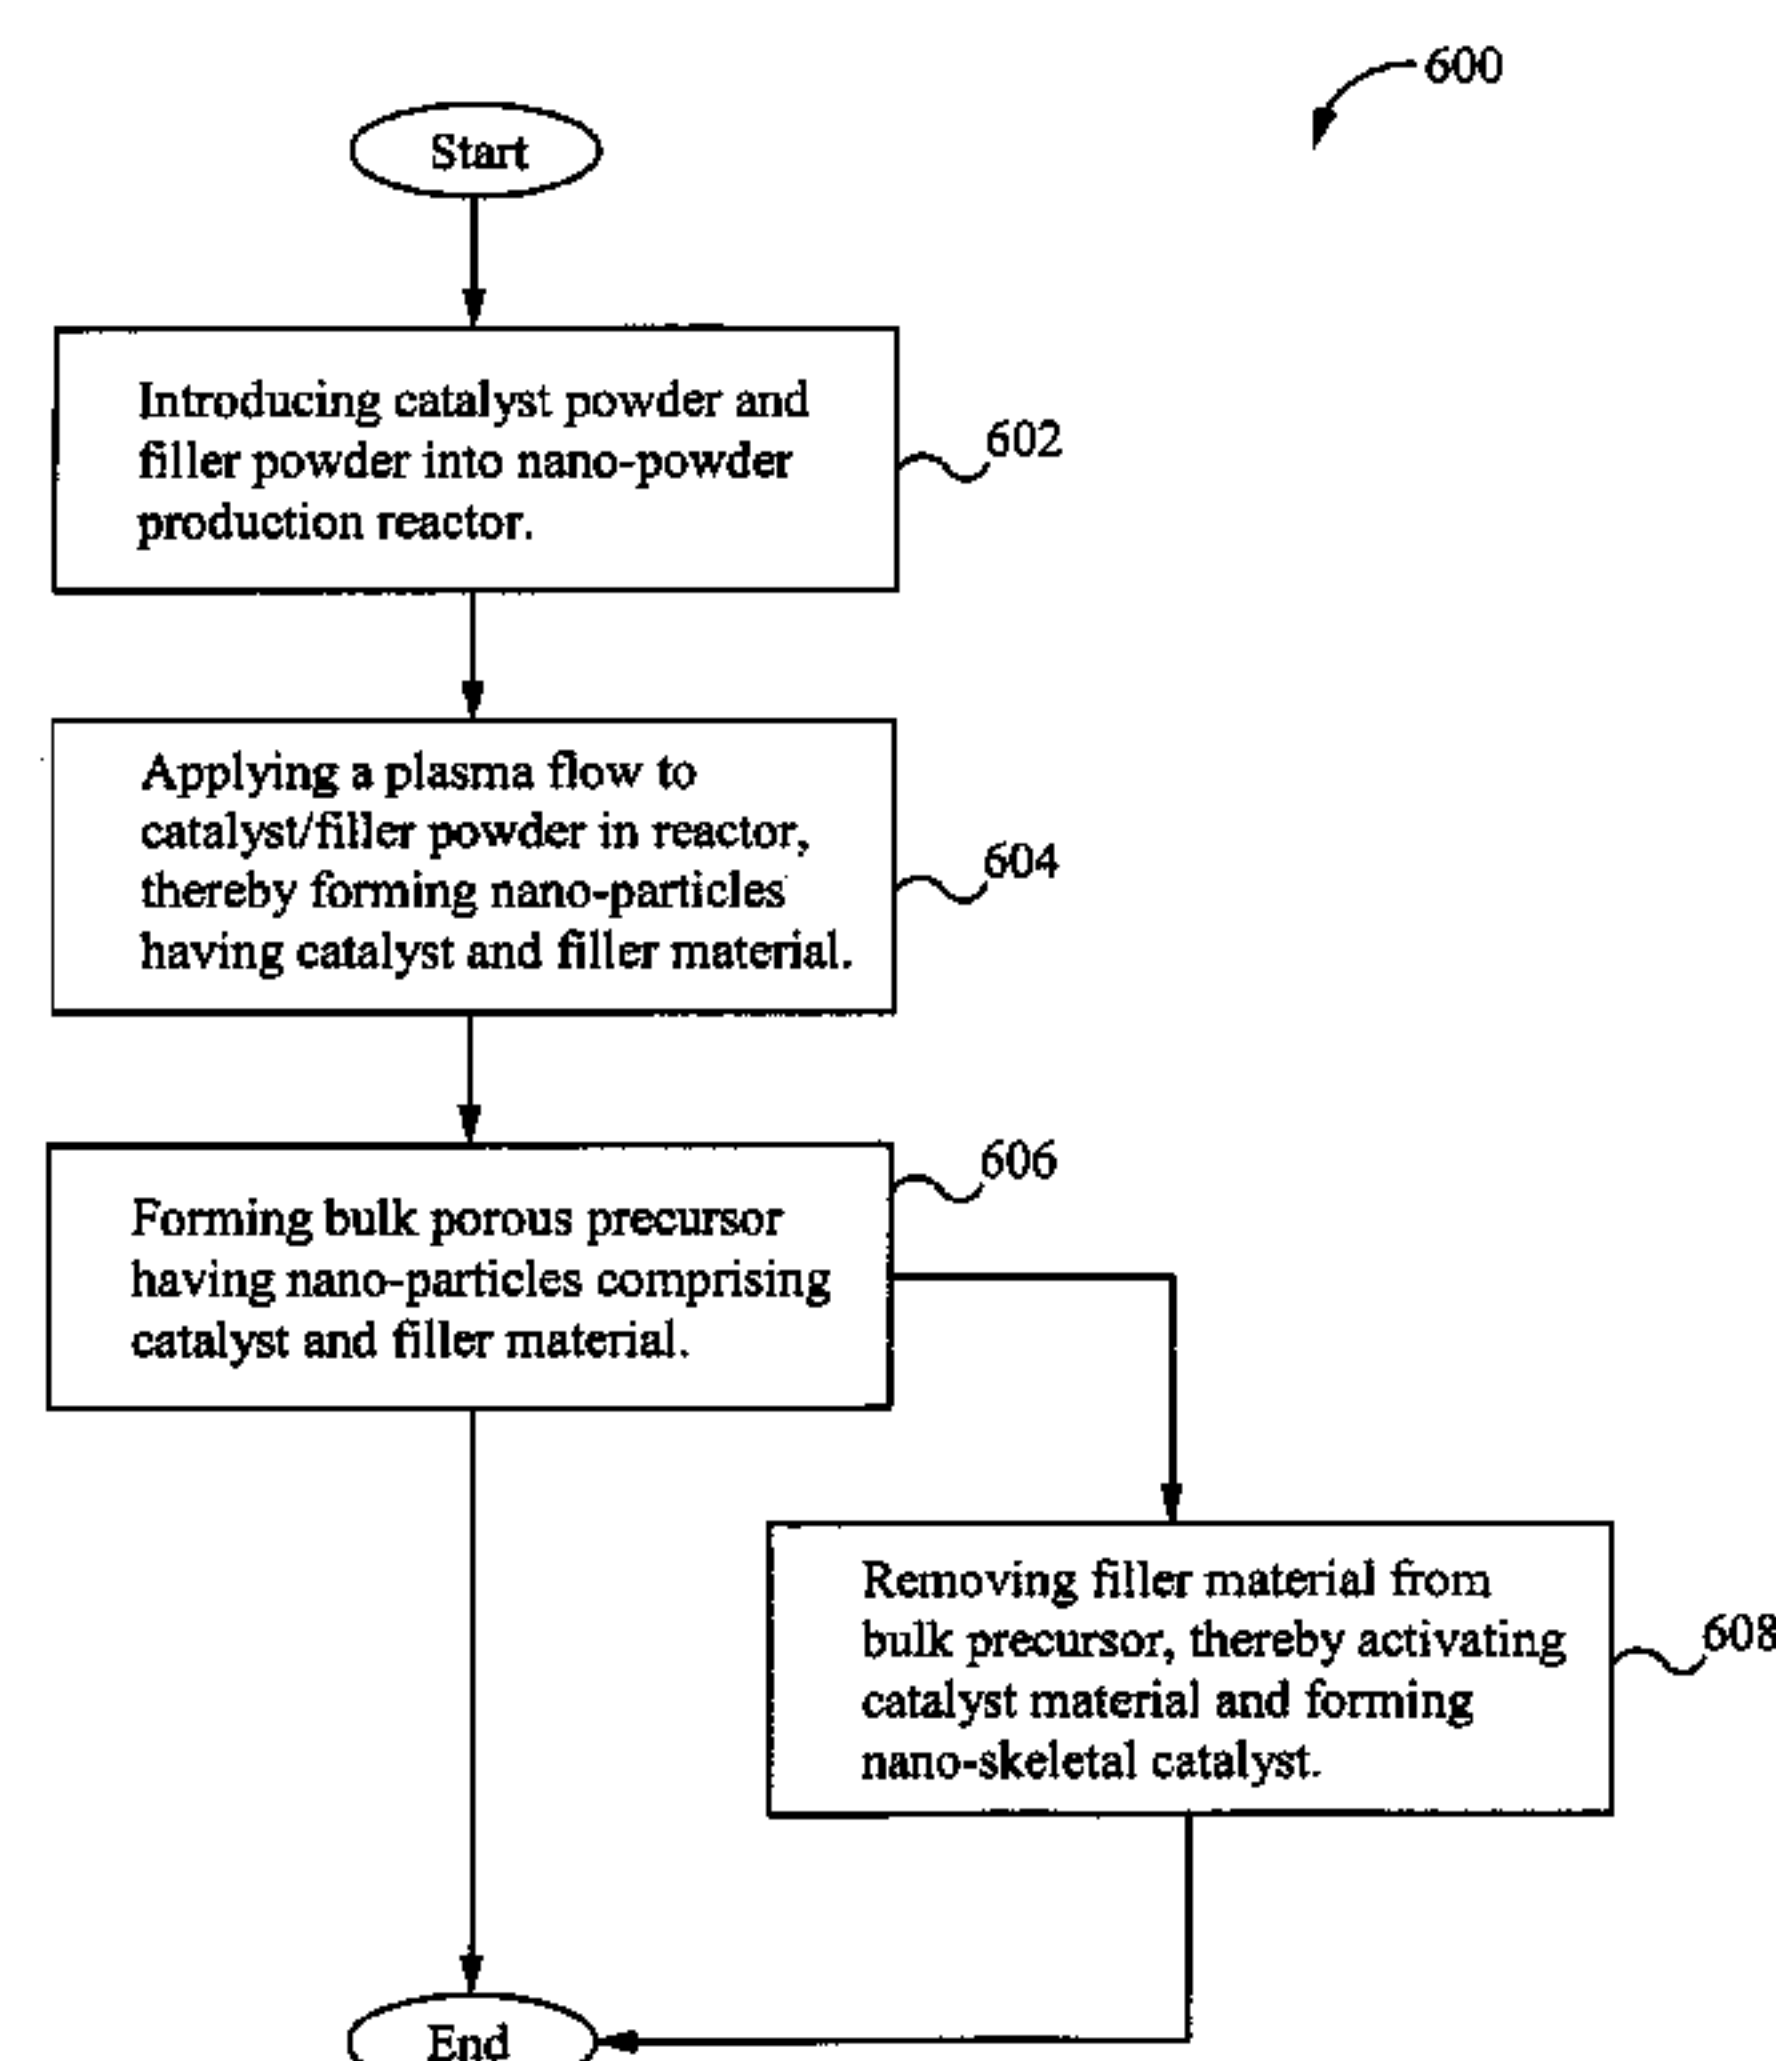 600
Start
Introducing catalyst powder and
filler powder into nano-powder
production reactor.
602
Applying a plasma flow to
catalyst/filler powder in reactor,
thereby forming nano-particles
having catalyst and filler material.
604
606
Forming bulk porous precursor
having nano-particles comprising
catalyst and filler material.
Removing filler material from
bulk precursor, thereby activating
catalyst material and forming
nano-skeletal catalyst.
608
End